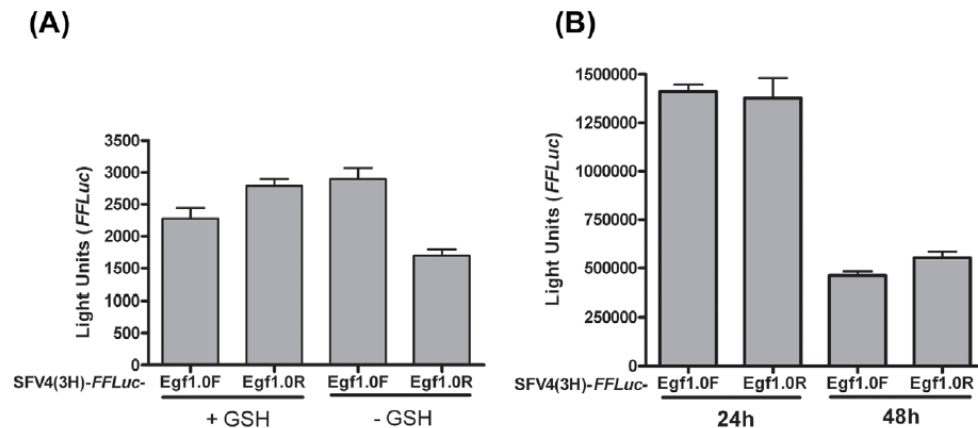 (A)
Light Units (FFLuc)
3500
3000
2500
2000
1500
1000
500
0
SFV4(3H)-FFLuc- Egf1.0F Egf1.0R Egf1.0F Egf1.0R
+ GSH - GSH
(B)
Light Units (FFLuc)
1500000
1250000
1000000
750000
500000
250000
0
SFV4(3H)-FFLuc- Egf1.0F Egf1.0R Egf1.0F Egf1.0R
24h 48h